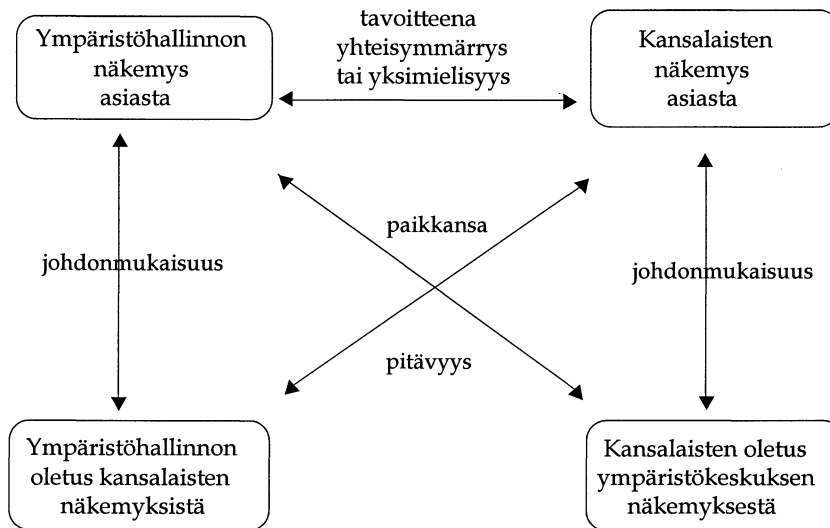 Ympäristöhallinnon
näkemys
asiasta
tavoitteena
yhteisymmärrys
tai yksimielisyys
Kansalaisten
näkemys
asiasta
paikkansa
johdonmukaisuus
johdonmukaisuus
pitävyys
Ympäristöhallinnon
oletus kansalaisten
näkemyksistä
Kansalaisten oletus
ympäristökeskuksen
näkemyksestä